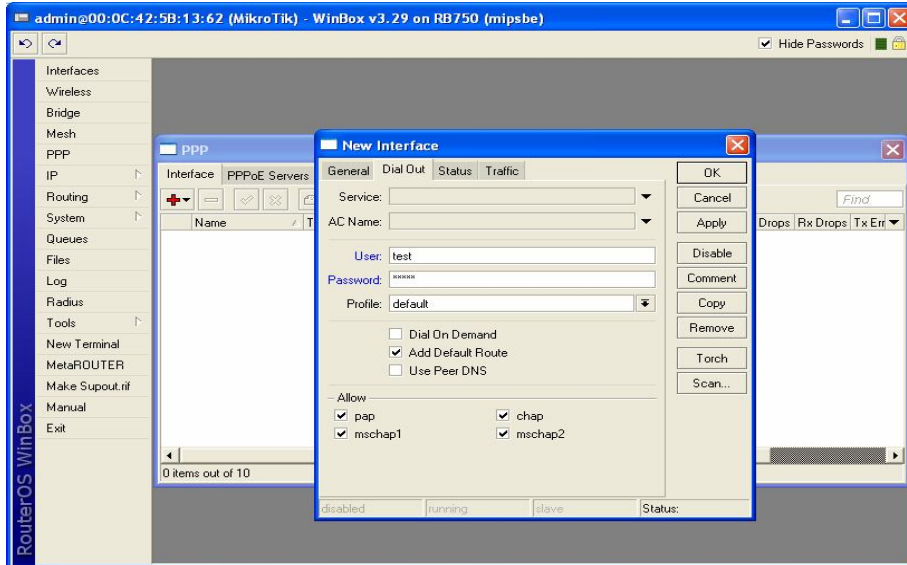 admin@00:0C:42:5B:13:62 (MikroTik) - WinBox v3.29 on RB750 (mipsbe)
Hide Passwords
RouterOS WinBox
Interfaces
Wireless
Bridge
Mesh
PPP
IP
Routing
System
Queues
Files
Log
Radius
Tools
New Terminal
MetaROUTER
Make Supout.rif
Manual
Exit
PPP
Interface PPPoE Servers
Find
Name
Drops Rx Drops Tx Err
0 items out of 10
New Interface
General Dial Out Status Traffic
Service:
AC Name:
User: test
Password: *****
Profile: default
Dial On Demand
Add Default Route
Use Peer DNS
Allow
pap chap
mschap1 mschap2
OK
Cancel
Apply
Disable
Comment
Copy
Remove
Torch
Scan...
disabled running slave Status: